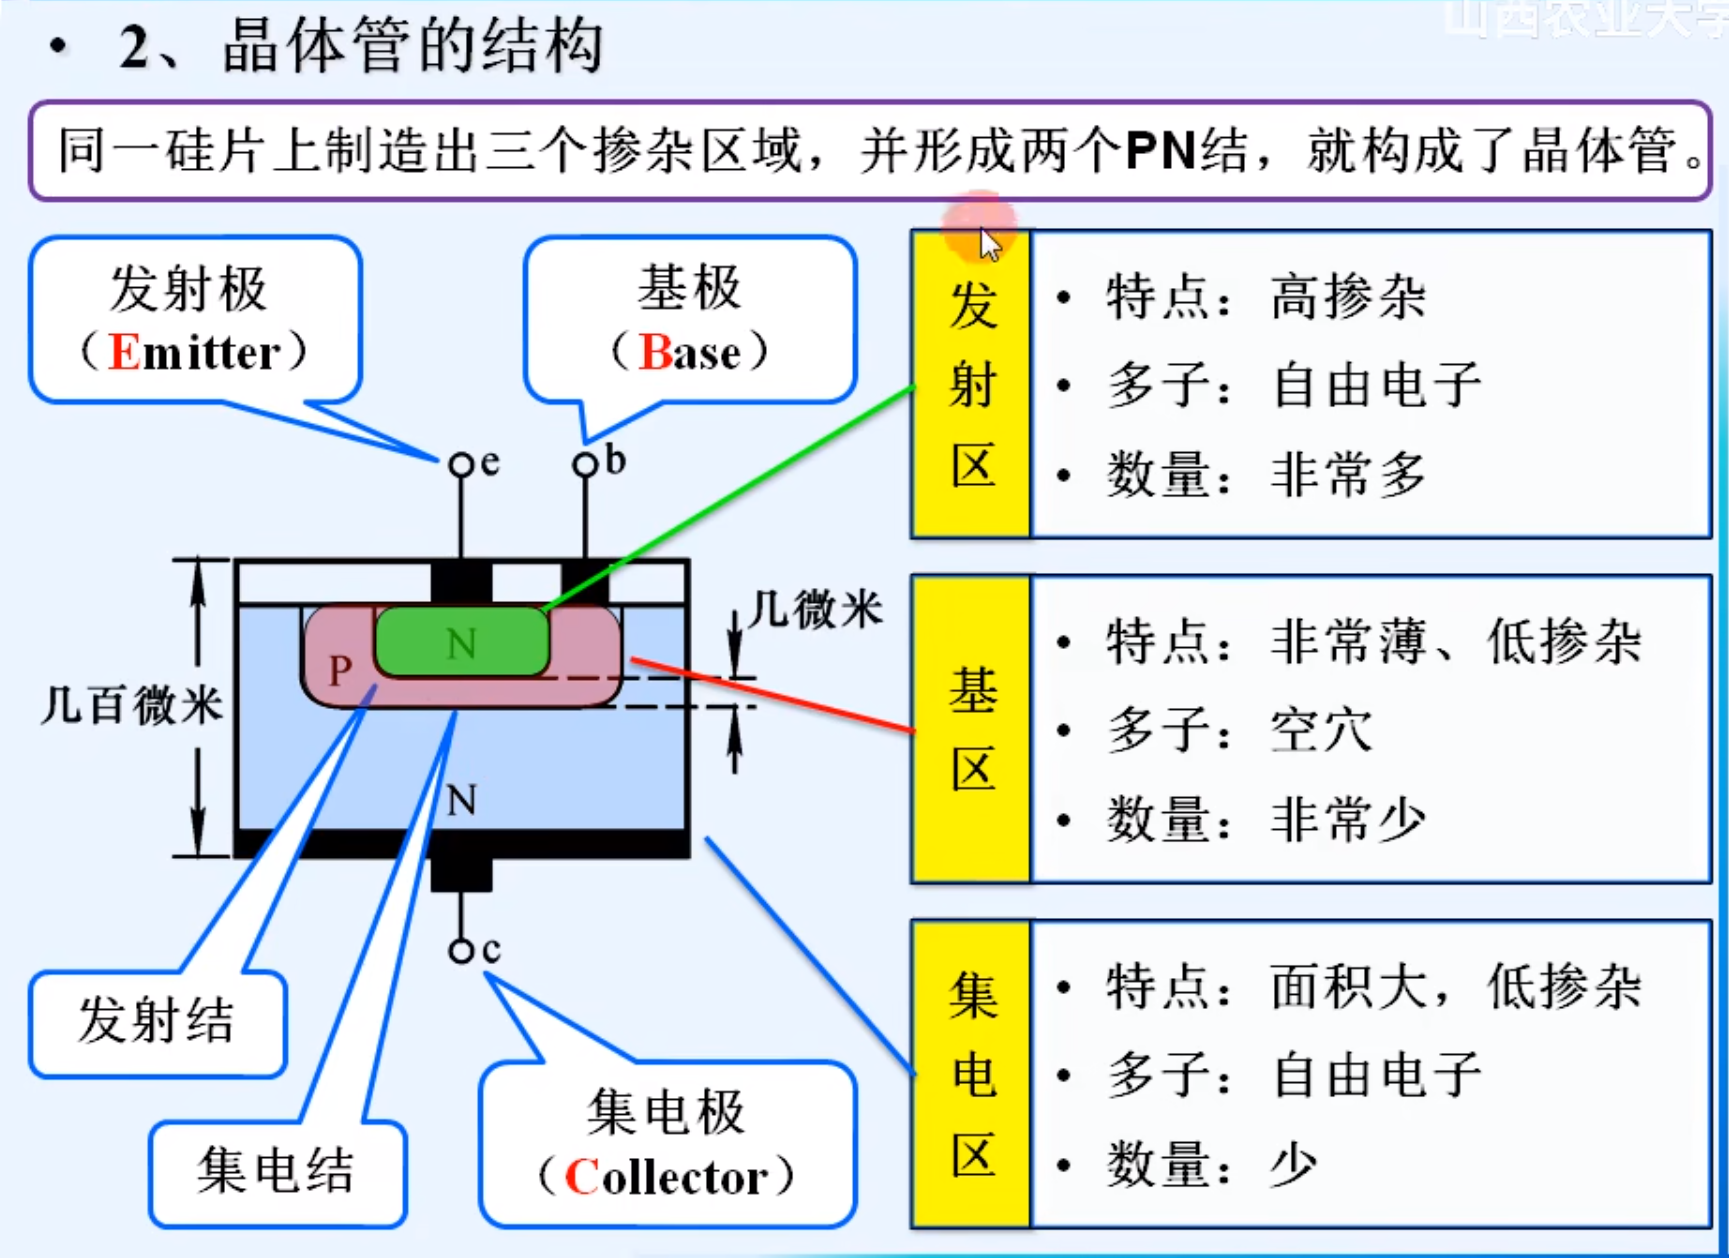 山西农业大学
• 2、晶体管的结构
同一硅片上制造出三个掺杂区域，并形成两个PN结，就构成了晶体管。
发射极
（Emitter）
基极
（Base）
e
b
几微米
几百微米
P
N
N
c
发射结
集电结
集电极
（Collector）
发射区
• 特点：高掺杂
• 多子：自由电子
• 数量：非常多
基区
• 特点：非常薄、低掺杂
• 多子：空穴
• 数量：非常少
集电区
• 特点：面积大，低掺杂
• 多子：自由电子
• 数量：少